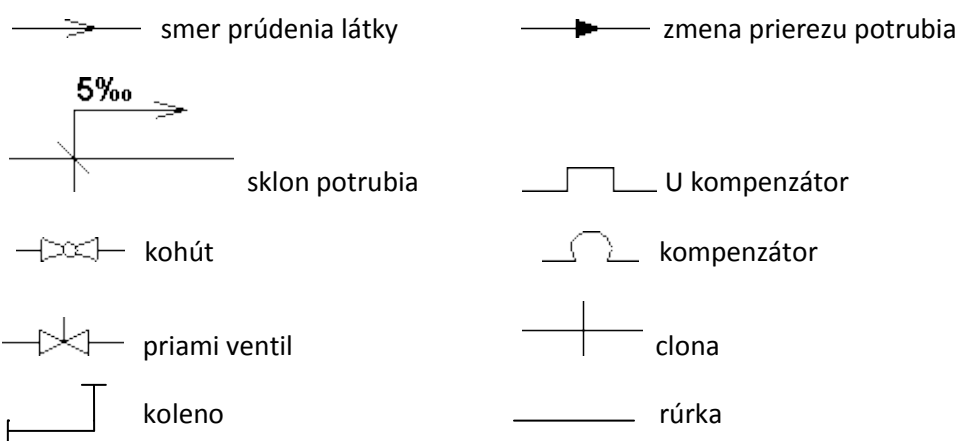 smer prúdenia látky
zmena prierezu potrubia
5‰
sklon potrubia
U kompenzátor
kohút
kompenzátor
priami ventil
clona
koleno
rúrka